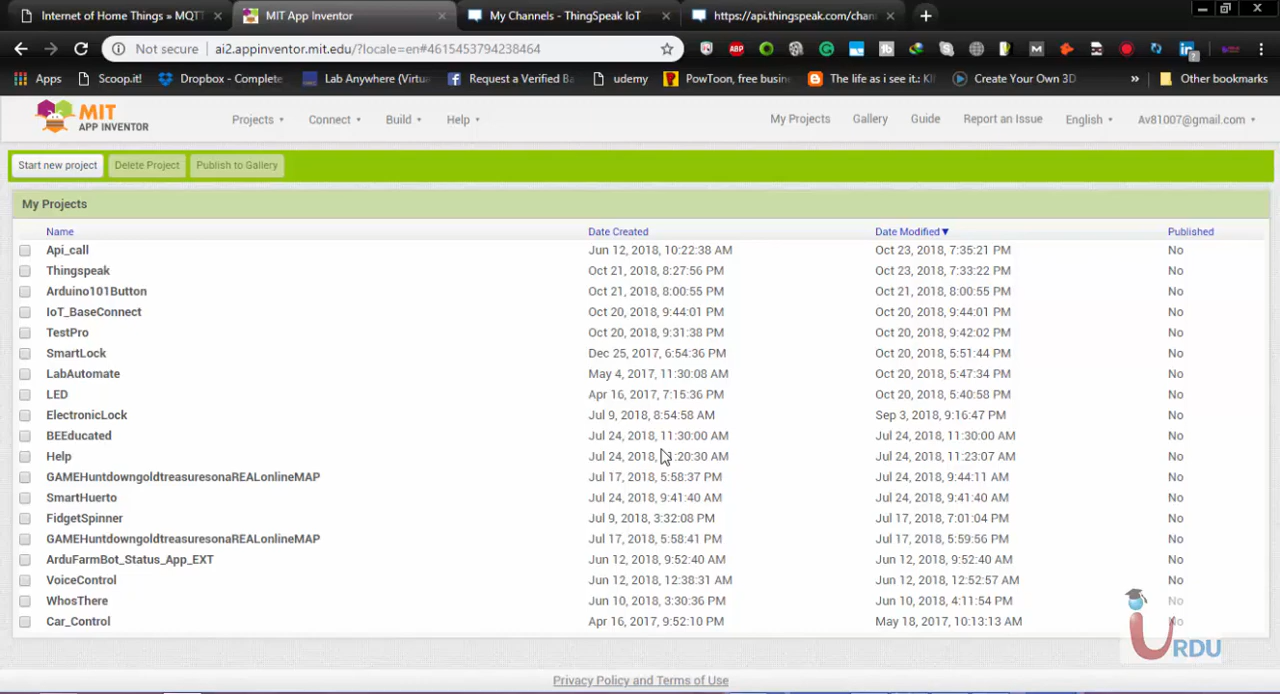 Internet of Home Things » MQTT
MIT App Inventor
My Channels - ThingSpeak IoT
https://api.thingspeak.com/chan
Not secure
ai2.appinventor.mit.edu/?locale=en#4615453794238464
Apps
Scoop.it!
Dropbox - Complete
Lab Anywhere (Virtu
Request a Verified Ba
udemy
PowToon, free busin
The life as i see it.: KI
Create Your Own 3D
»
Other bookmarks
MIT
APP INVENTOR
Projects
Connect
Build
Help
My Projects
Gallery
Guide
Report an Issue
English
Av81007@gmail.com
Start new project
Delete Project
Publish to Gallery
My Projects
Name Date Created Date Modified Published
Api_call Jun 12, 2018, 10:22:38 AM Oct 23, 2018, 7:35:21 PM No
Thingspeak Oct 21, 2018, 8:27:56 PM Oct 23, 2018, 7:33:22 PM No
Arduino101Button Oct 21, 2018, 8:00:55 PM Oct 21, 2018, 8:00:55 PM No
IoT_BaseConnect Oct 20, 2018, 9:44:01 PM Oct 20, 2018, 9:44:01 PM No
TestPro Oct 20, 2018, 9:31:38 PM Oct 20, 2018, 9:42:02 PM No
SmartLock Dec 25, 2017, 6:54:36 PM Oct 20, 2018, 5:51:44 PM No
LabAutomate May 4, 2017, 11:30:08 AM Oct 20, 2018, 5:47:34 PM No
LED Apr 16, 2017, 7:15:36 PM Oct 20, 2018, 5:40:58 PM No
ElectronicLock Jul 9, 2018, 8:54:58 AM Sep 3, 2018, 9:16:47 PM No
BEEducated Jul 24, 2018, 11:30:00 AM Jul 24, 2018, 11:30:00 AM No
Help Jul 24, 2018, 11:20:30 AM Jul 24, 2018, 11:23:07 AM No
GAMEHuntdowngoldtreasuresonaREALonlineMAP Jul 17, 2018, 5:58:37 PM Jul 24, 2018, 9:44:11 AM No
SmartHuerto Jul 24, 2018, 9:41:40 AM Jul 24, 2018, 9:41:40 AM No
FidgetSpinner Jul 9, 2018, 3:32:08 PM Jul 17, 2018, 7:01:04 PM No
GAMEHuntdowngoldtreasuresonaREALonlineMAP Jul 17, 2018, 5:58:41 PM Jul 17, 2018, 5:59:56 PM No
ArduFarmBot_Status_App_EXT Jun 12, 2018, 9:52:40 AM Jun 12, 2018, 9:52:40 AM No
VoiceControl Jun 12, 2018, 12:38:31 AM Jun 12, 2018, 12:52:57 AM No
WhosThere Jun 10, 2018, 3:30:36 PM Jun 10, 2018, 4:11:54 PM No
Car_Control Apr 16, 2017, 9:52:10 PM May 18, 2017, 10:13:13 AM No
URDU
Privacy Policy and Terms of Use